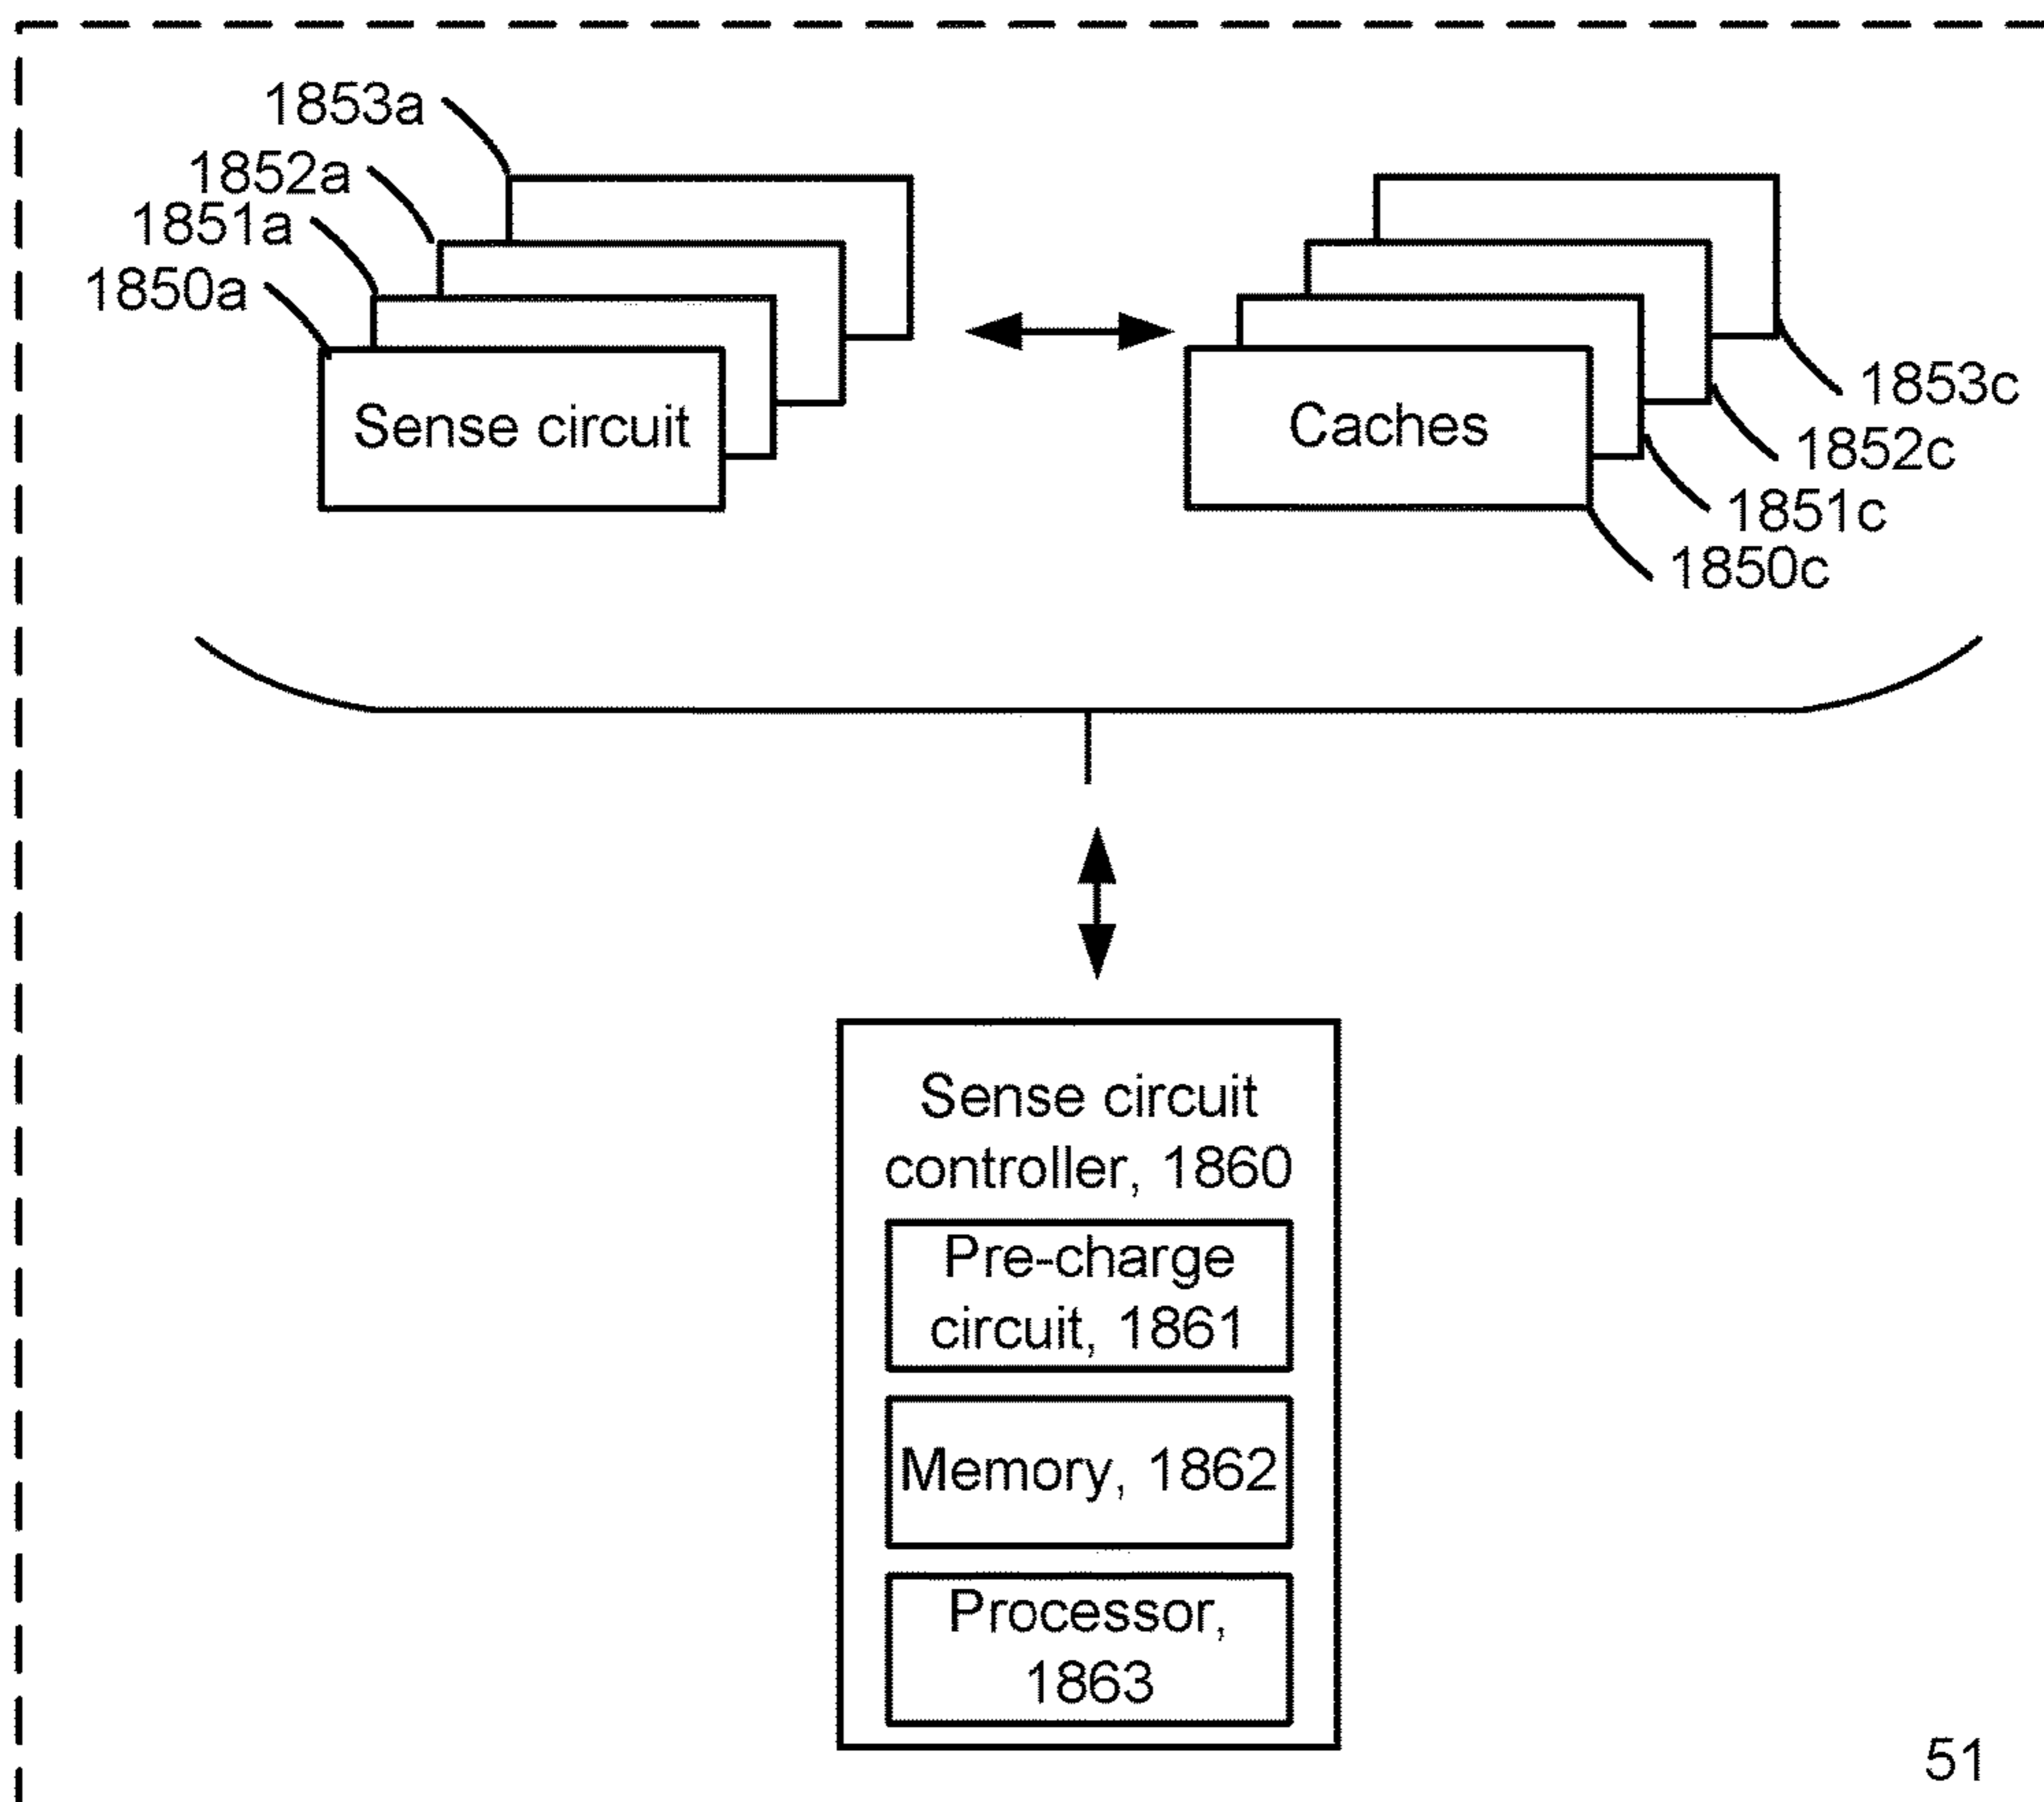 1853a
1852a
1851a
1850a
Sense circuit
Caches
1853c
1852c
1851c
1850c
Sense circuit
controller, 1860
Pre-charge
circuit, 1861
Memory, 1862
Processor,
1863
51